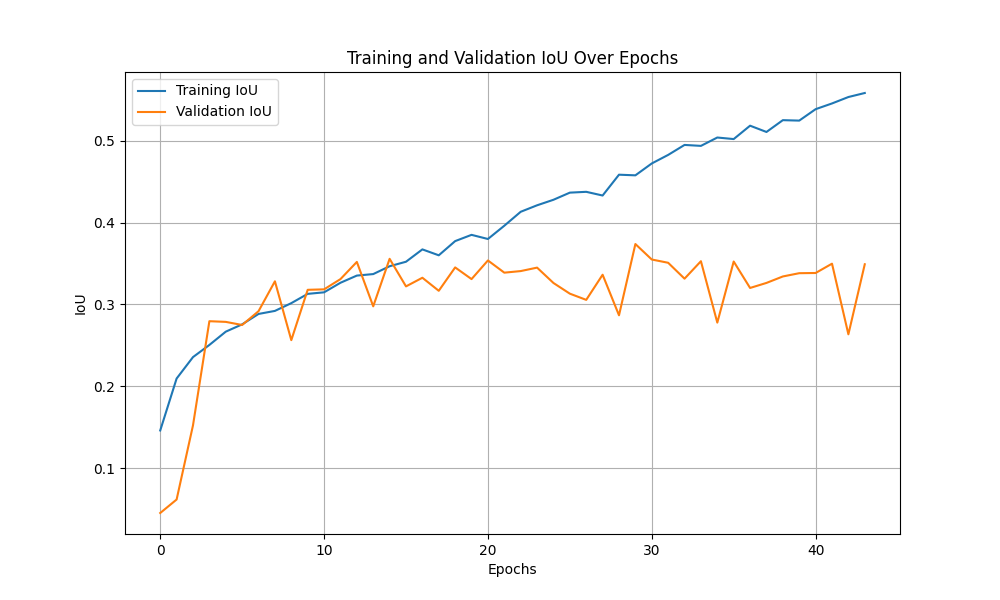 Training and Validation IoU Over Epochs
Training IoU
Validation IoU
0.5
0.4
0.3
0.2
0.1
IoU
0 10 20 30 40
Epochs